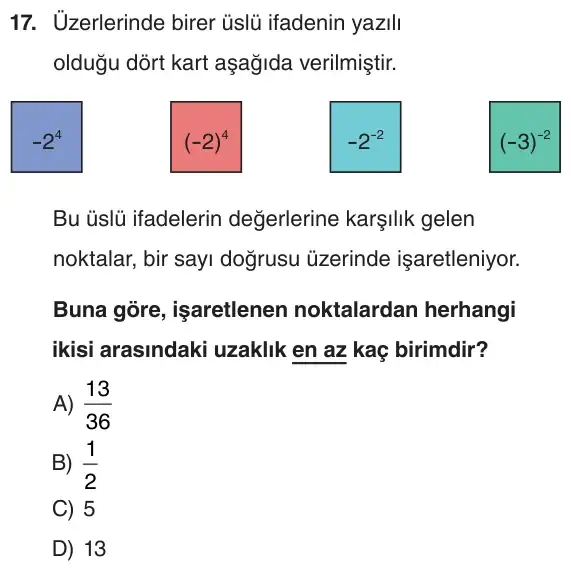 17. Üzerlerinde birer üslü ifadenin yazılı
olduğu dört kart aşağıda verilmiştir.
-2⁴ (-2)⁴ -2⁻² (-3)⁻²
Bu üslü ifadelerin değerlerine karşılık gelen
noktalar, bir sayı doğrusu üzerinde işaretleniyor.
Buna göre, işaretlenen noktalardan herhangi
ikisi arasındaki uzaklık en az kaç birimdir?
A) 13/36
B) 1/2
C) 5
D) 13